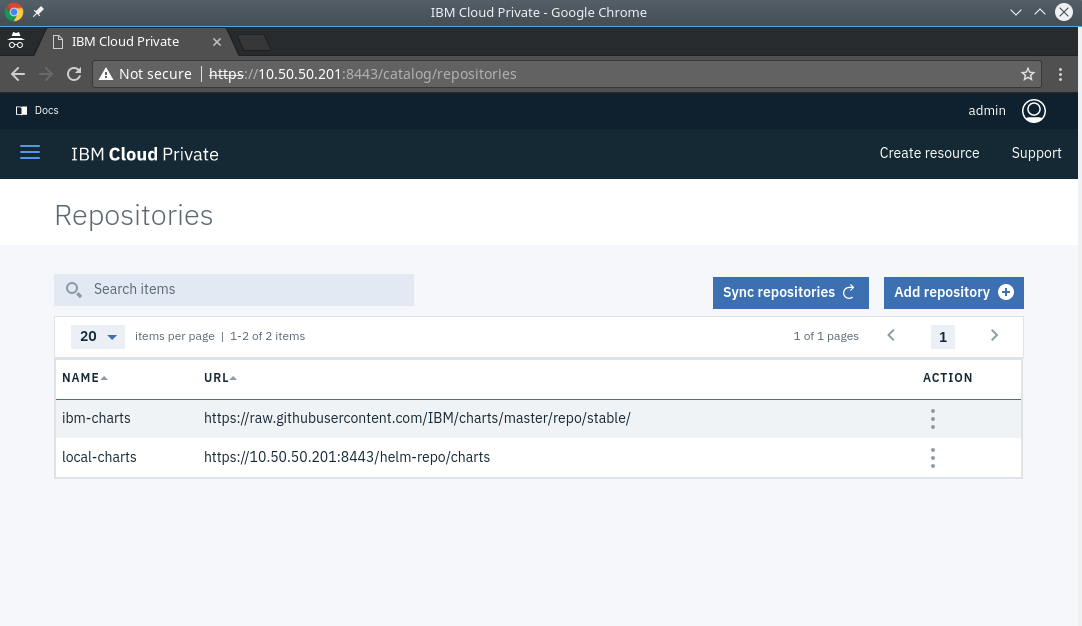 IBM Cloud Private - Google Chrome
IBM Cloud Private
Not secure | https://10.50.50.201:8443/catalog/repositories
Docs
admin
IBM Cloud Private
Create resource
Support
Repositories
Search items
Sync repositories
Add repository
20 items per page | 1-2 of 2 items
1 of 1 pages
1
NAME URL ACTION
ibm-charts https://raw.githubusercontent.com/IBM/charts/master/repo/stable/
local-charts https://10.50.50.201:8443/helm-repo/charts